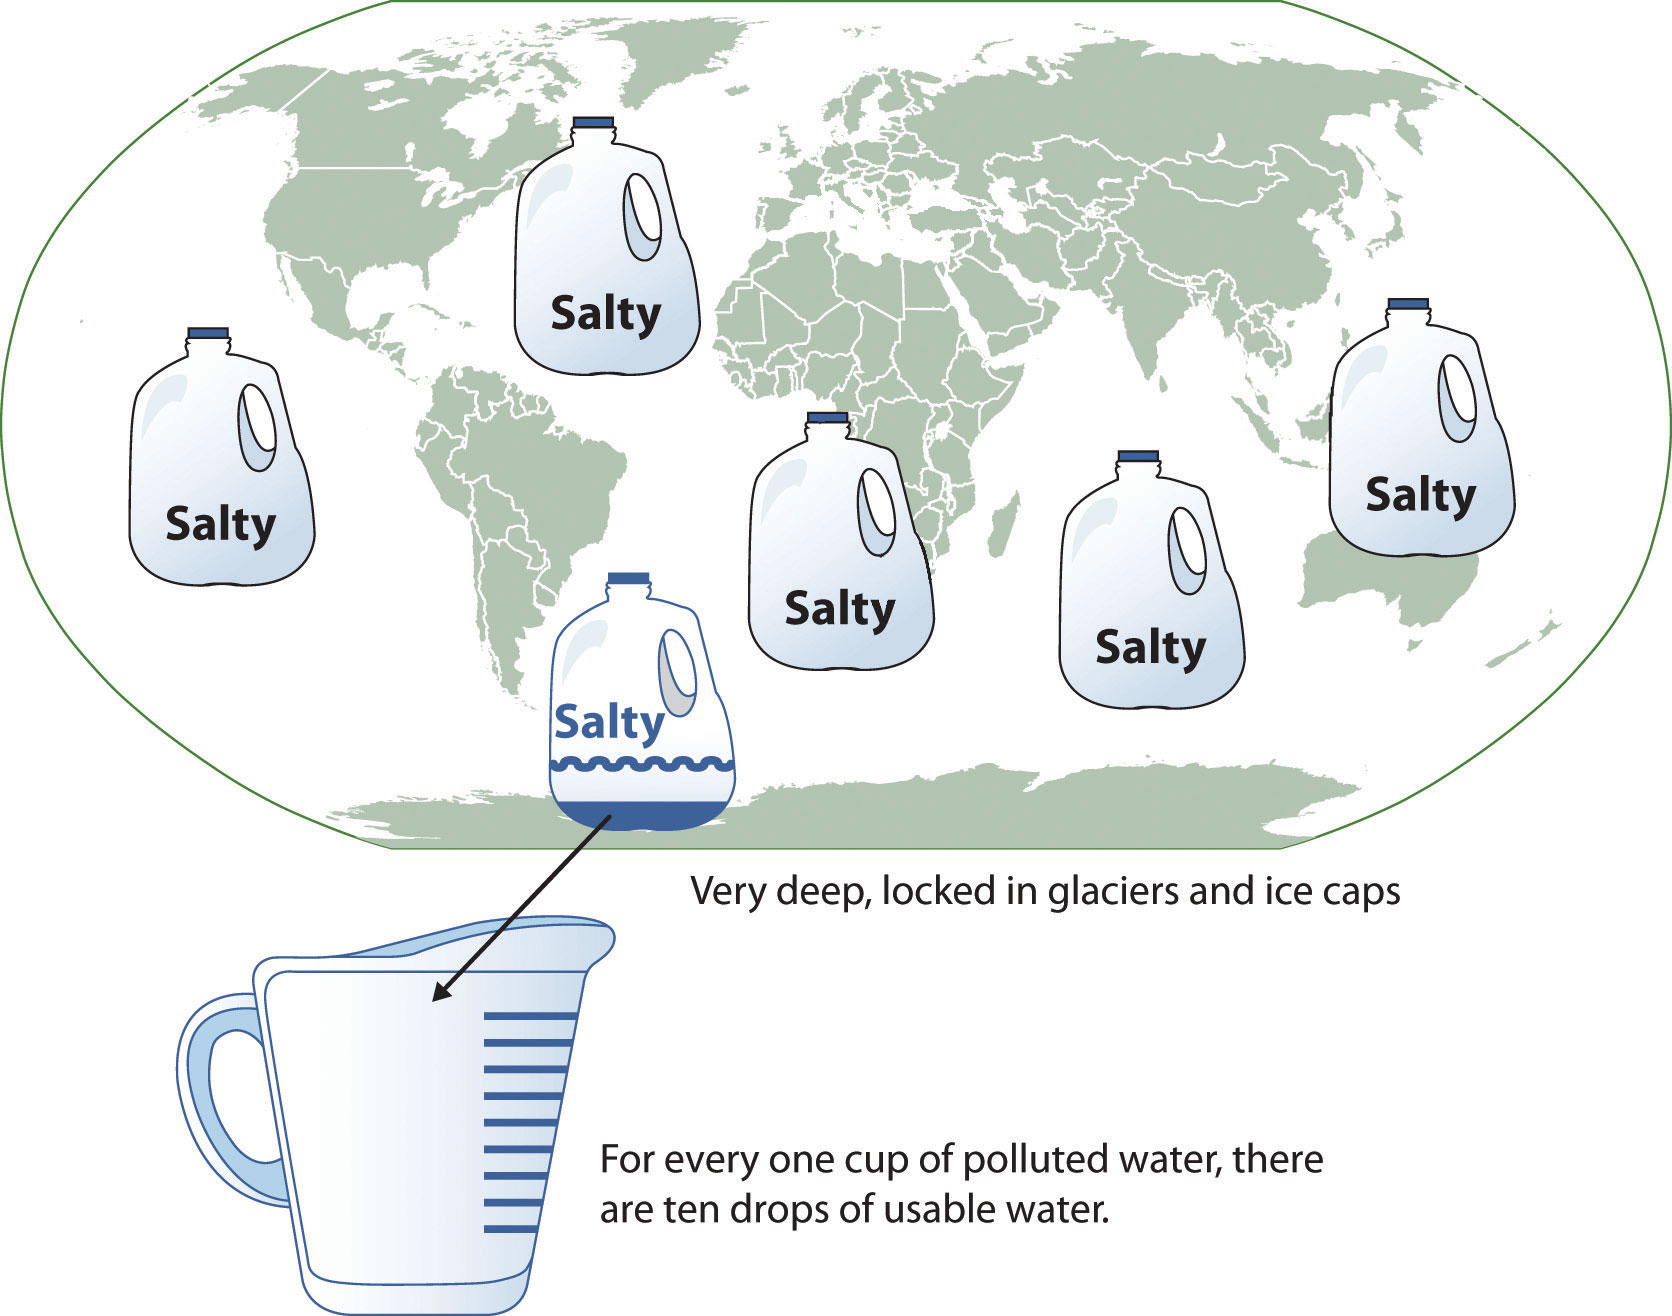 Salty
Salty
Salty
Salty
Salty
Salty
Very deep, locked in glaciers and ice caps
For every one cup of polluted water, there
are ten drops of usable water.